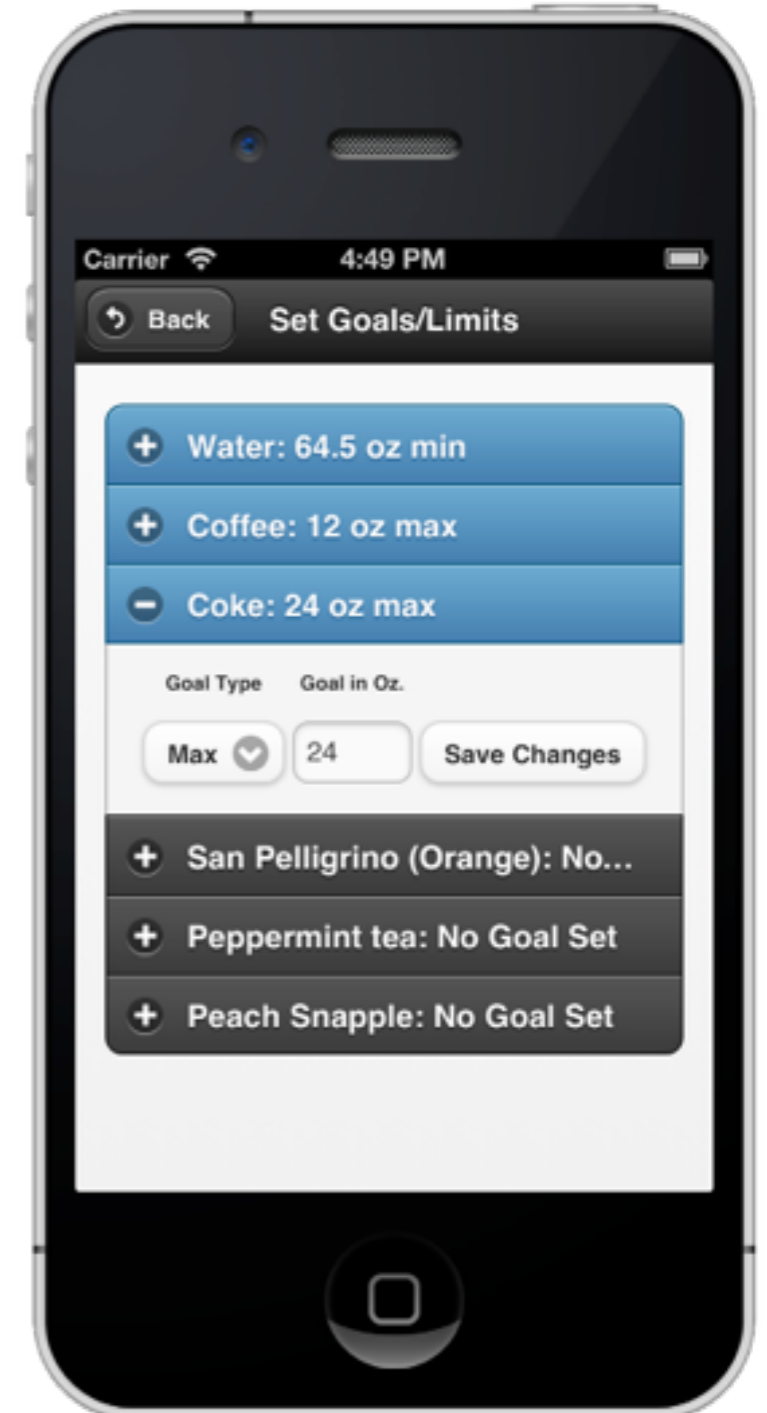 Carrier 4:49 PM
Back Set Goals/Limits
Water: 64.5 oz min
Coffee: 12 oz max
Coke: 24 oz max
Goal Type Goal in Oz.
Max 24 Save Changes
San Pelligrino (Orange): No...
Peppermint tea: No Goal Set
Peach Snapple: No Goal Set